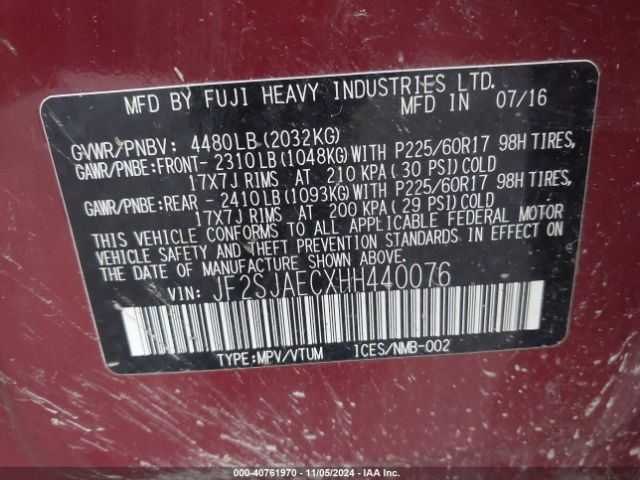 MFD BY FUJI HEAVY INDUSTRIES LTD.
MFD IN 07/16
GVWR/PNBV: 4480LB(2032KG)
GAWR/PNBE:FRONT- 2310LB(1048KG)WITH P225/60R17 98H TIRES,
17X7J RIMS AT 210 KPA(30 PSI)COLD
GAWR/PNBE:REAR - 2410LB(1093KG)WITH P225/60R17 98H TIRES,
17X7J RIMS AT 200 KPA(29 PSI)COLD
THIS VEHICLE CONFORMS TO ALL APPLICABLE FEDERAL MOTOR
VEHICLE SAFETY AND THEFT PREVENTION STANDARDS IN EFFECT ON
THE DATE OF MANUFACTURE SHOWN ABOVE.
VIN: JF2SJAECXHH440076
TYPE:MPV/VTUM ICES/NMB-002
000-40761970 - 11/05/2024 - IAA Inc.